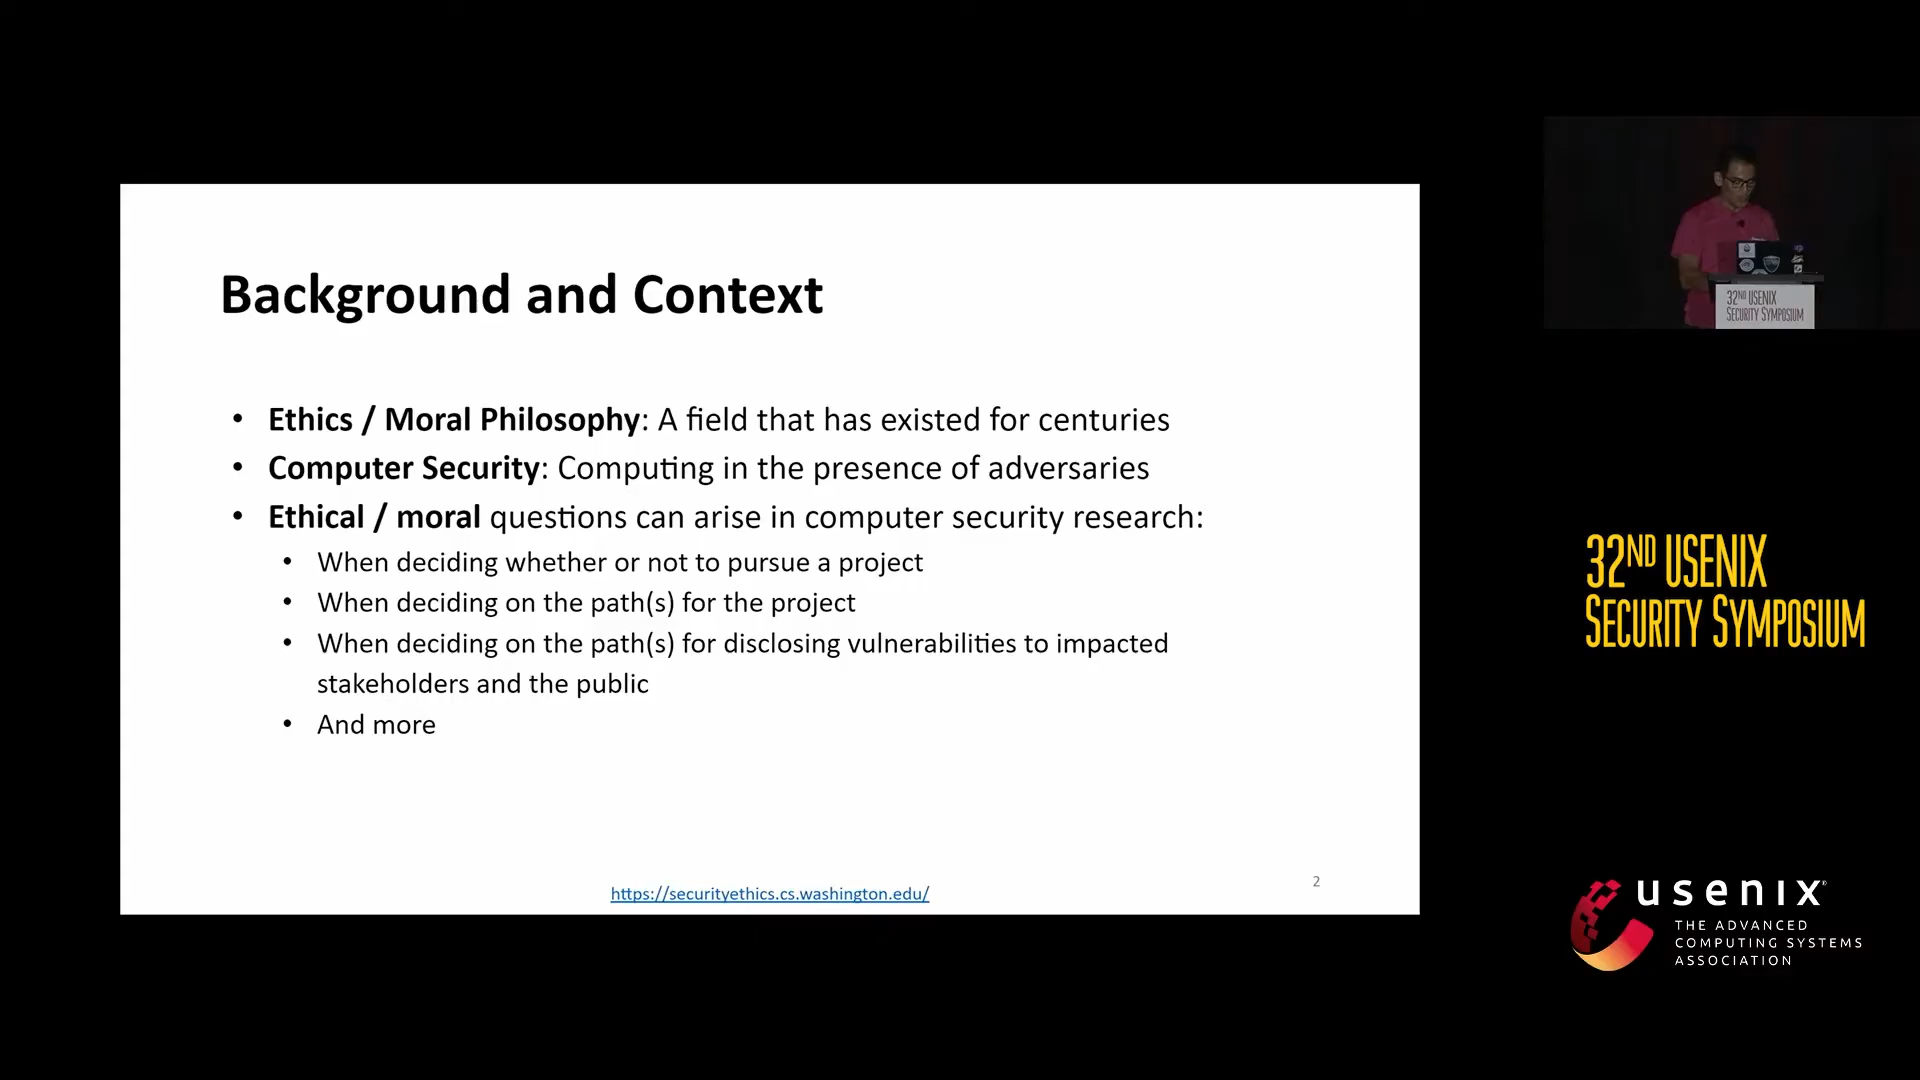 Background and Context
• Ethics / Moral Philosophy: A field that has existed for centuries
• Computer Security: Computing in the presence of adversaries
• Ethical / moral questions can arise in computer security research:
• When deciding whether or not to pursue a project
• When deciding on the path(s) for the project
• When deciding on the path(s) for disclosing vulnerabilities to impacted
stakeholders and the public
• And more
https://securityethics.cs.washington.edu/
2
32ND USENIX
SECURITY SYMPOSIUM
32ND USENIX
SECURITY SYMPOSIUM
usenix®
THE ADVANCED
COMPUTING SYSTEMS
ASSOCIATION